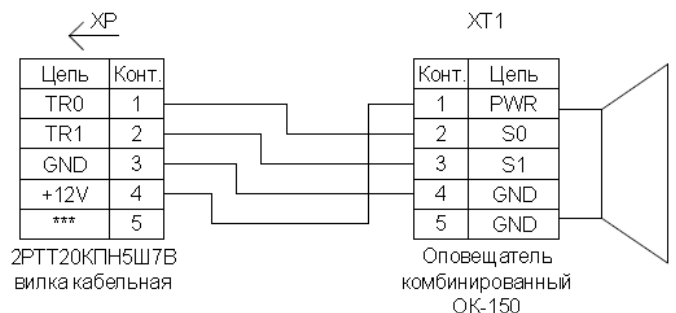 XP
XT1
Цепь Конт.
Конт. Цепь
TR0 1
1 PWR
TR1 2
2 S0
GND 3
3 S1
+12V 4
4 GND
*** 5
5 GND
2РТТ20КПН5Ш7В
вилка кабельная
Оповещатель
комбинированный
ОК-150